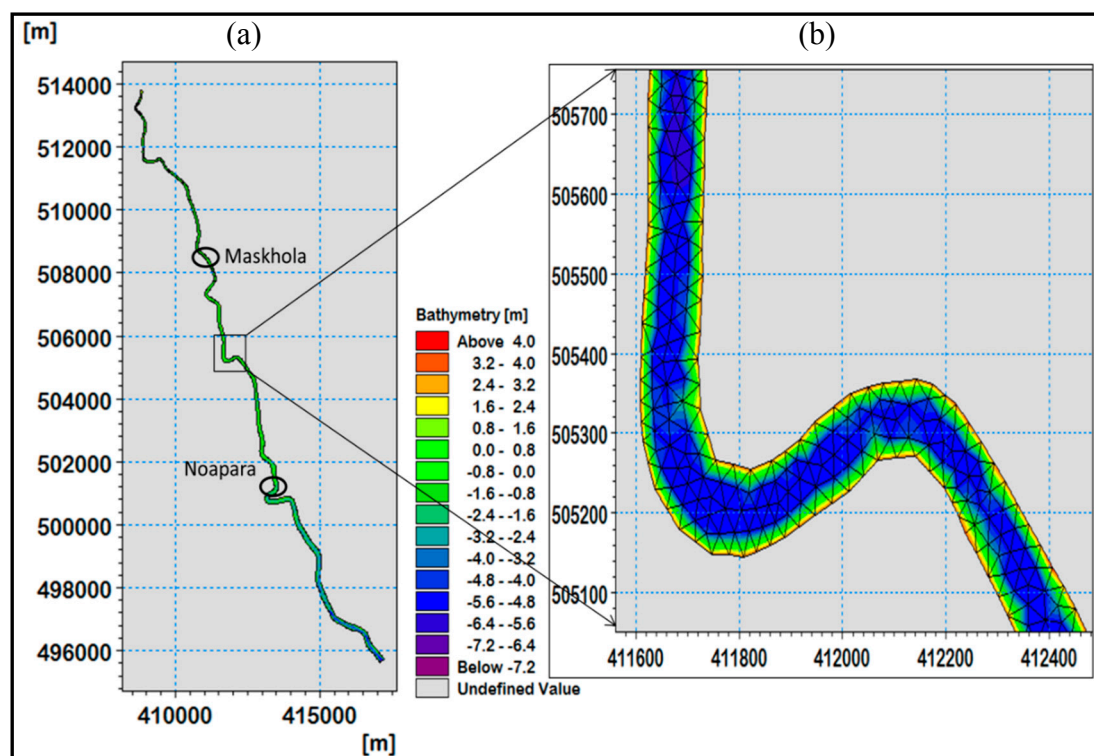 [m]
(a)
(b)
514000
512000
510000
508000
506000
504000
502000
500000
498000
496000
Maskhola
Noapara
410000
415000
[m]
Bathymetry [m]
Above 4.0
3.2 - 4.0
2.4 - 3.2
1.6 - 2.4
0.8 - 1.6
0.0 - 0.8
-0.8 - 0.0
-1.6 - -0.8
-2.4 - -1.6
-3.2 - -2.4
-4.0 - -3.2
-4.8 - -4.0
-5.6 - -4.8
-6.4 - -5.6
-7.2 - -6.4
Below -7.2
Undefined Value
505700
505600
505500
505400
505300
505200
505100
411600
411800
412000
412200
412400